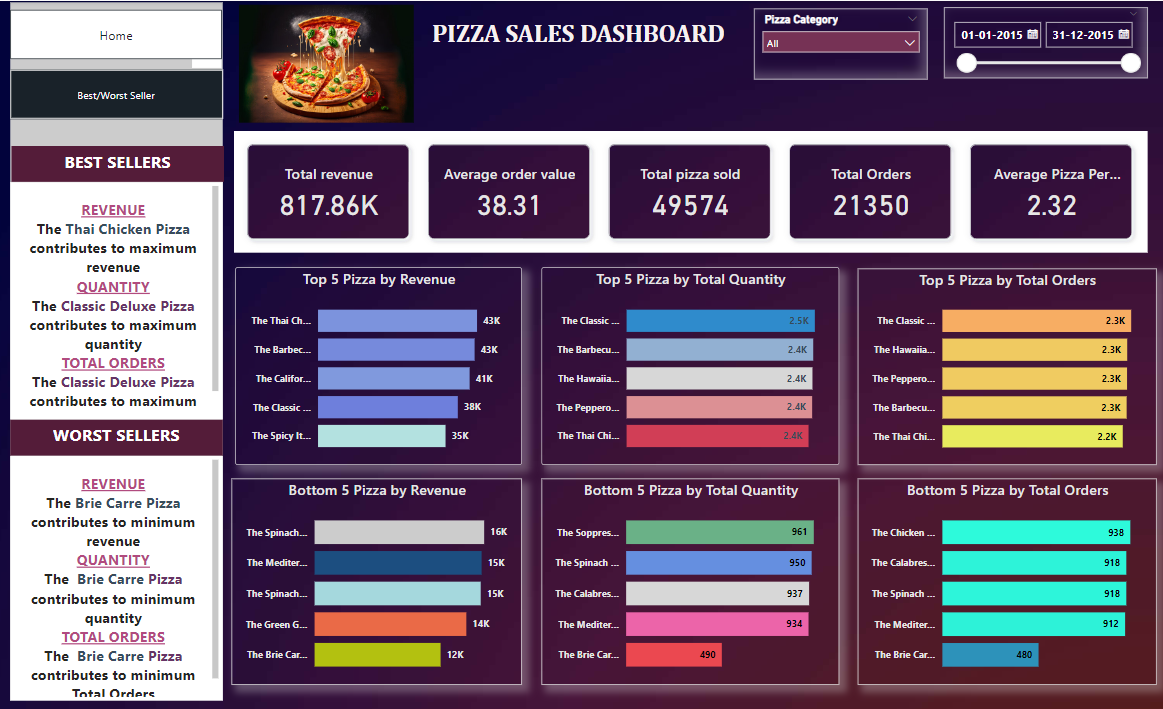 Home
Best/Worst Seller
BEST SELLERS
REVENUE
The Thai Chicken Pizza
contributes to maximum
revenue
QUANTITY
The Classic Deluxe Pizza
contributes to maximum
quantity
TOTAL ORDERS
The Classic Deluxe Pizza
contributes to maximum
WORST SELLERS
REVENUE
The Brie Carre Pizza
contributes to minimum
revenue
QUANTITY
The Brie Carre Pizza
contributes to minimum
quantity
TOTAL ORDERS
The Brie Carre Pizza
contributes to minimum
Total Orders
PIZZA SALES DASHBOARD
Pizza Category
All
01-01-2015 31-12-2015
Total revenue
817.86K
Average order value
38.31
Total pizza sold
49574
Total Orders
21350
Average Pizza Per...
2.32
Top 5 Pizza by Revenue
The Thai Ch... 43K
The Barbec... 43K
The Califor... 41K
The Classic ... 38K
The Spicy It... 35K
Top 5 Pizza by Total Quantity
The Classic ... 2.5K
The Barbecu... 2.4K
The Hawaiia... 2.4K
The Peppero... 2.4K
The Thai Chi... 2.4K
Top 5 Pizza by Total Orders
The Classic ... 2.3K
The Hawaiia... 2.3K
The Peppero... 2.3K
The Barbecu... 2.3K
The Thai Chi... 2.2K
Bottom 5 Pizza by Revenue
The Spinach... 16K
The Mediter... 15K
The Spinach... 15K
The Green G... 14K
The Brie Car... 12K
Bottom 5 Pizza by Total Quantity
The Soppres... 961
The Spinach ... 950
The Calabres... 937
The Mediter... 934
The Brie Car... 490
Bottom 5 Pizza by Total Orders
The Chicken ... 938
The Calabres... 918
The Spinach ... 918
The Mediter... 912
The Brie Car... 480